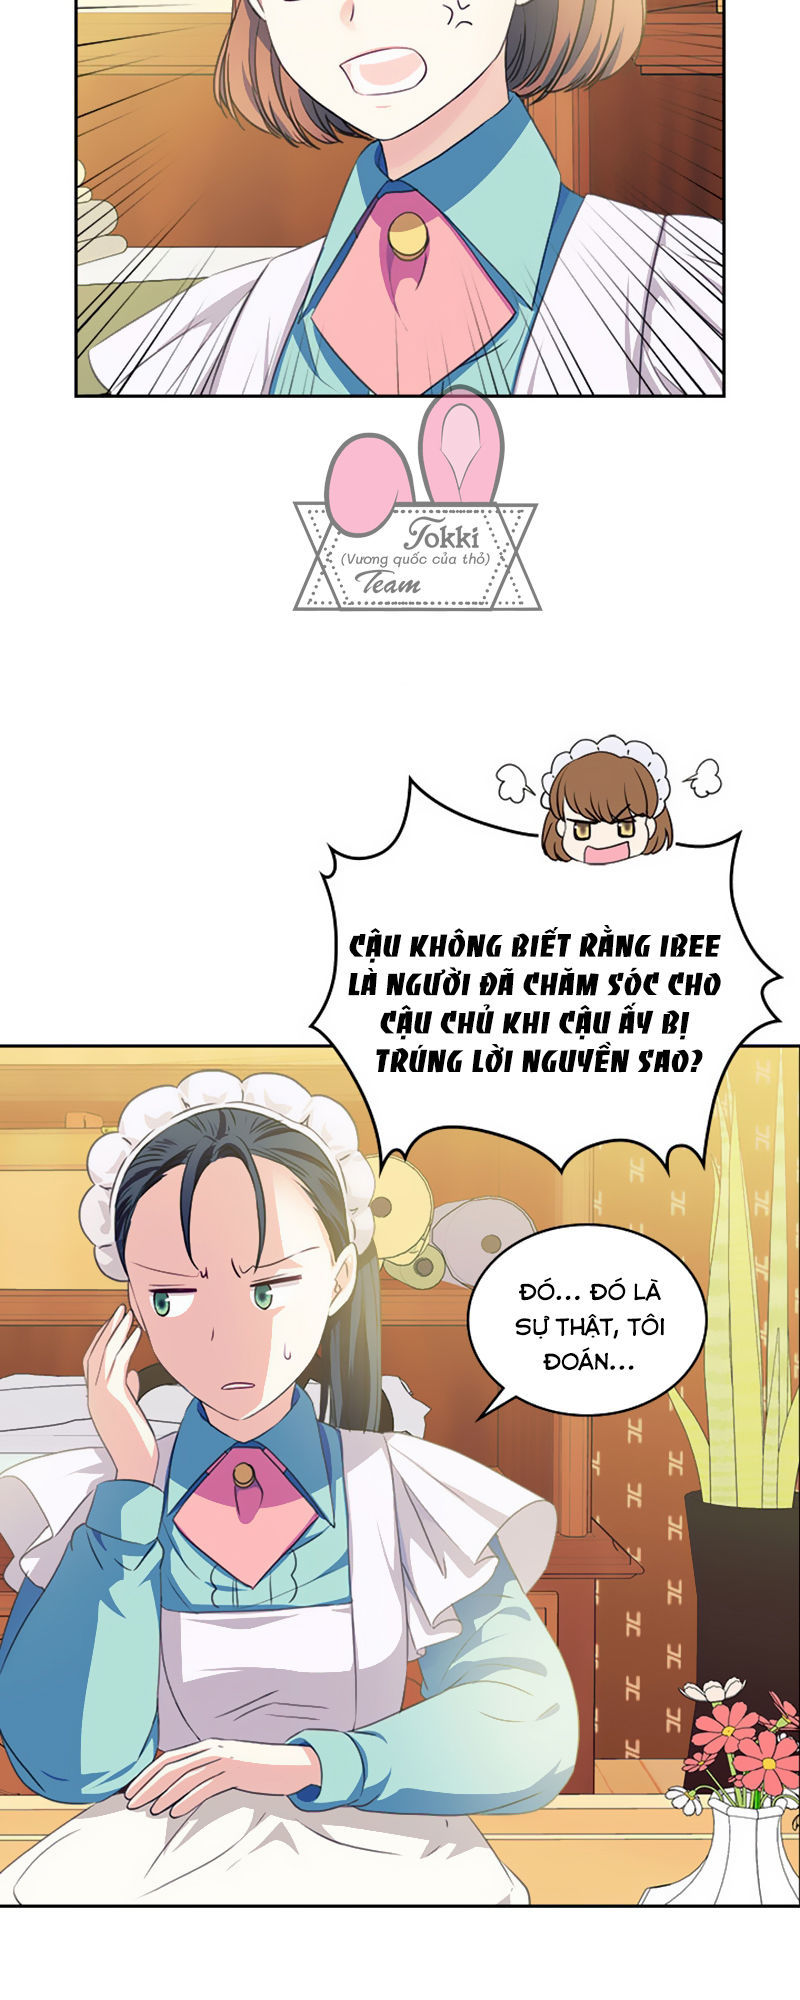 Tokki
(Vương quốc của thỏ)
Team
CẬU KHÔNG BIẾT RẰNG IBEE
LÀ NGƯỜI ĐÃ CHĂM SÓC CHO
CẬU CHỦ KHI CẬU ẤY BỊ
TRÚNG LỜI NGUYỀN SAO?
ĐÓ... ĐÓ LÀ
SỰ THẬT, TÔI
ĐOÁN...